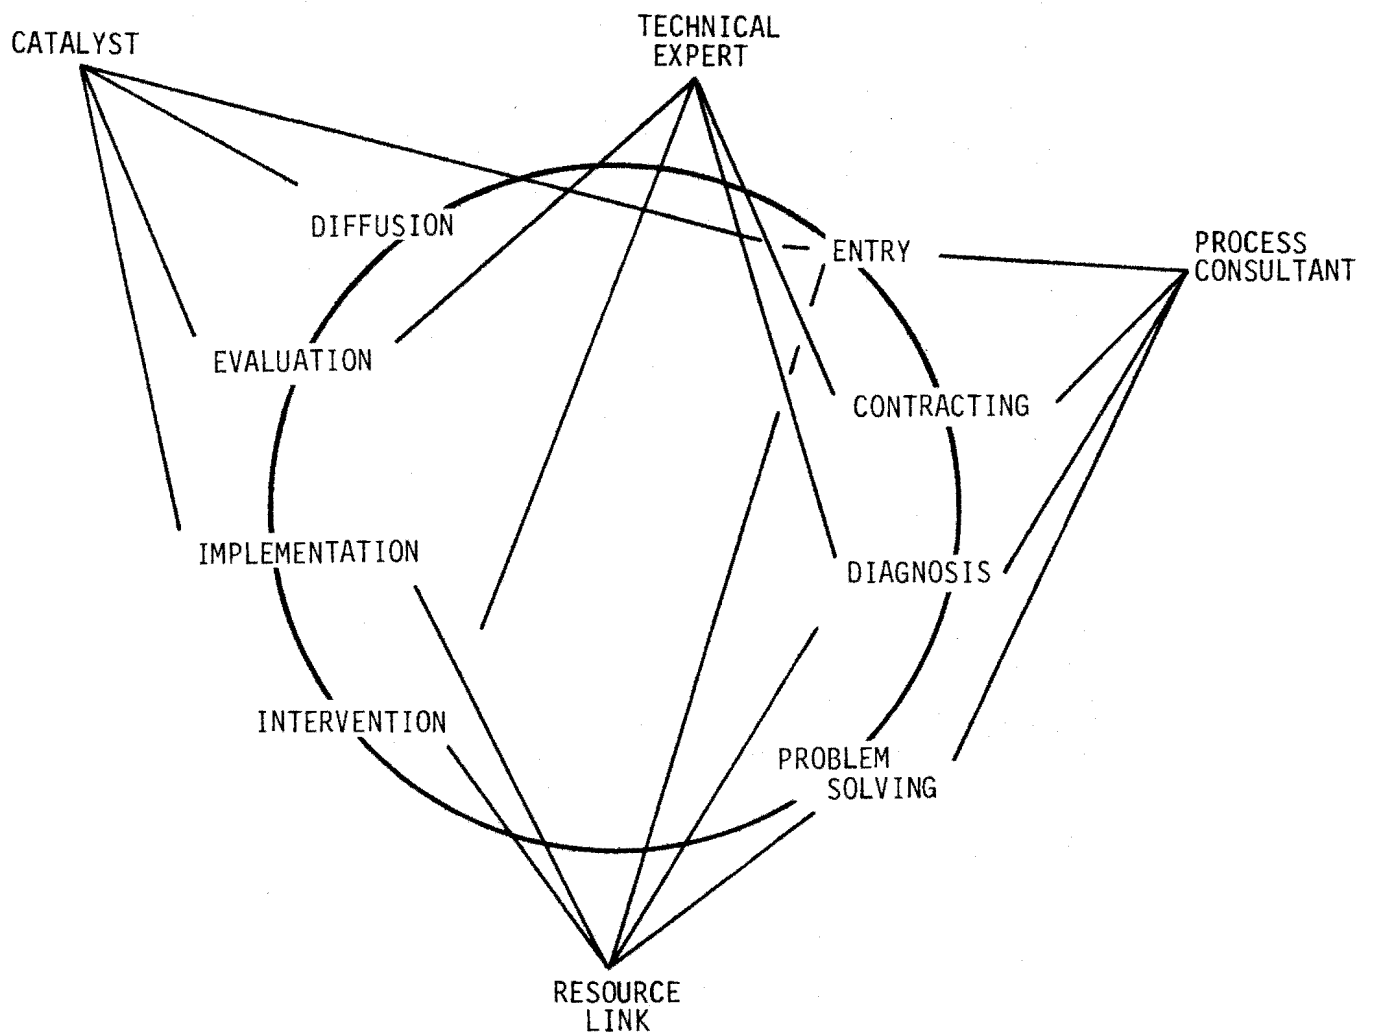 CATALYST
TECHNICAL
EXPERT
DIFFUSION
ENTRY
PROCESS
CONSULTANT
EVALUATION
CONTRACTING
IMPLEMENTATION
DIAGNOSIS
INTERVENTION
PROBLEM
SOLVING
RESOURCE
LINK